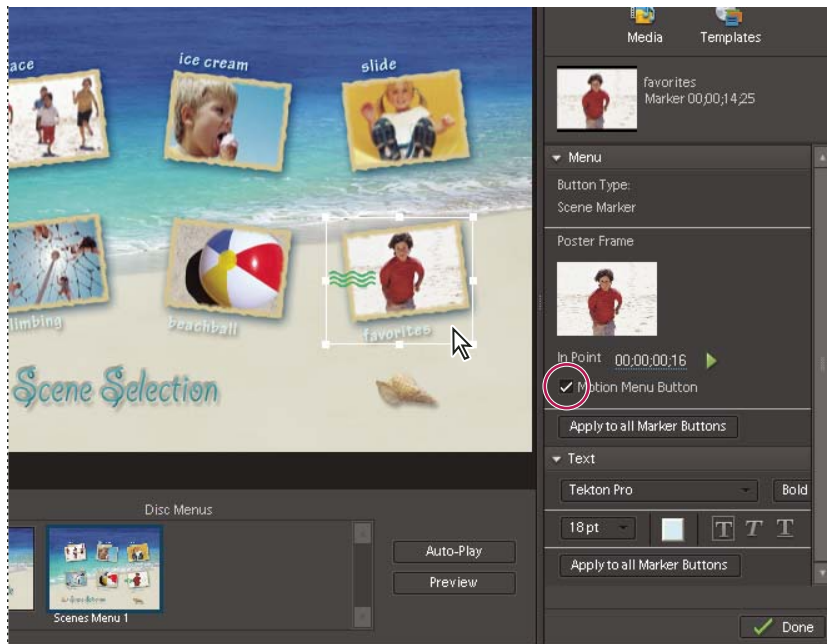 Media Templates
ace
ice cream
slide
favorites
Marker 00;00;14;25
Menu
Button Type:
Scene Marker
Poster Frame
limbing
beachball
favorites
In Point 00;00;00;16
Motion Menu Button
Scene Selection
Apply to all Marker Buttons
Text
Tekton Pro Bold
18 pt T T T
Apply to all Marker Buttons
Disc Menus
Auto-Play
Preview
Scenes Menu 1
Done